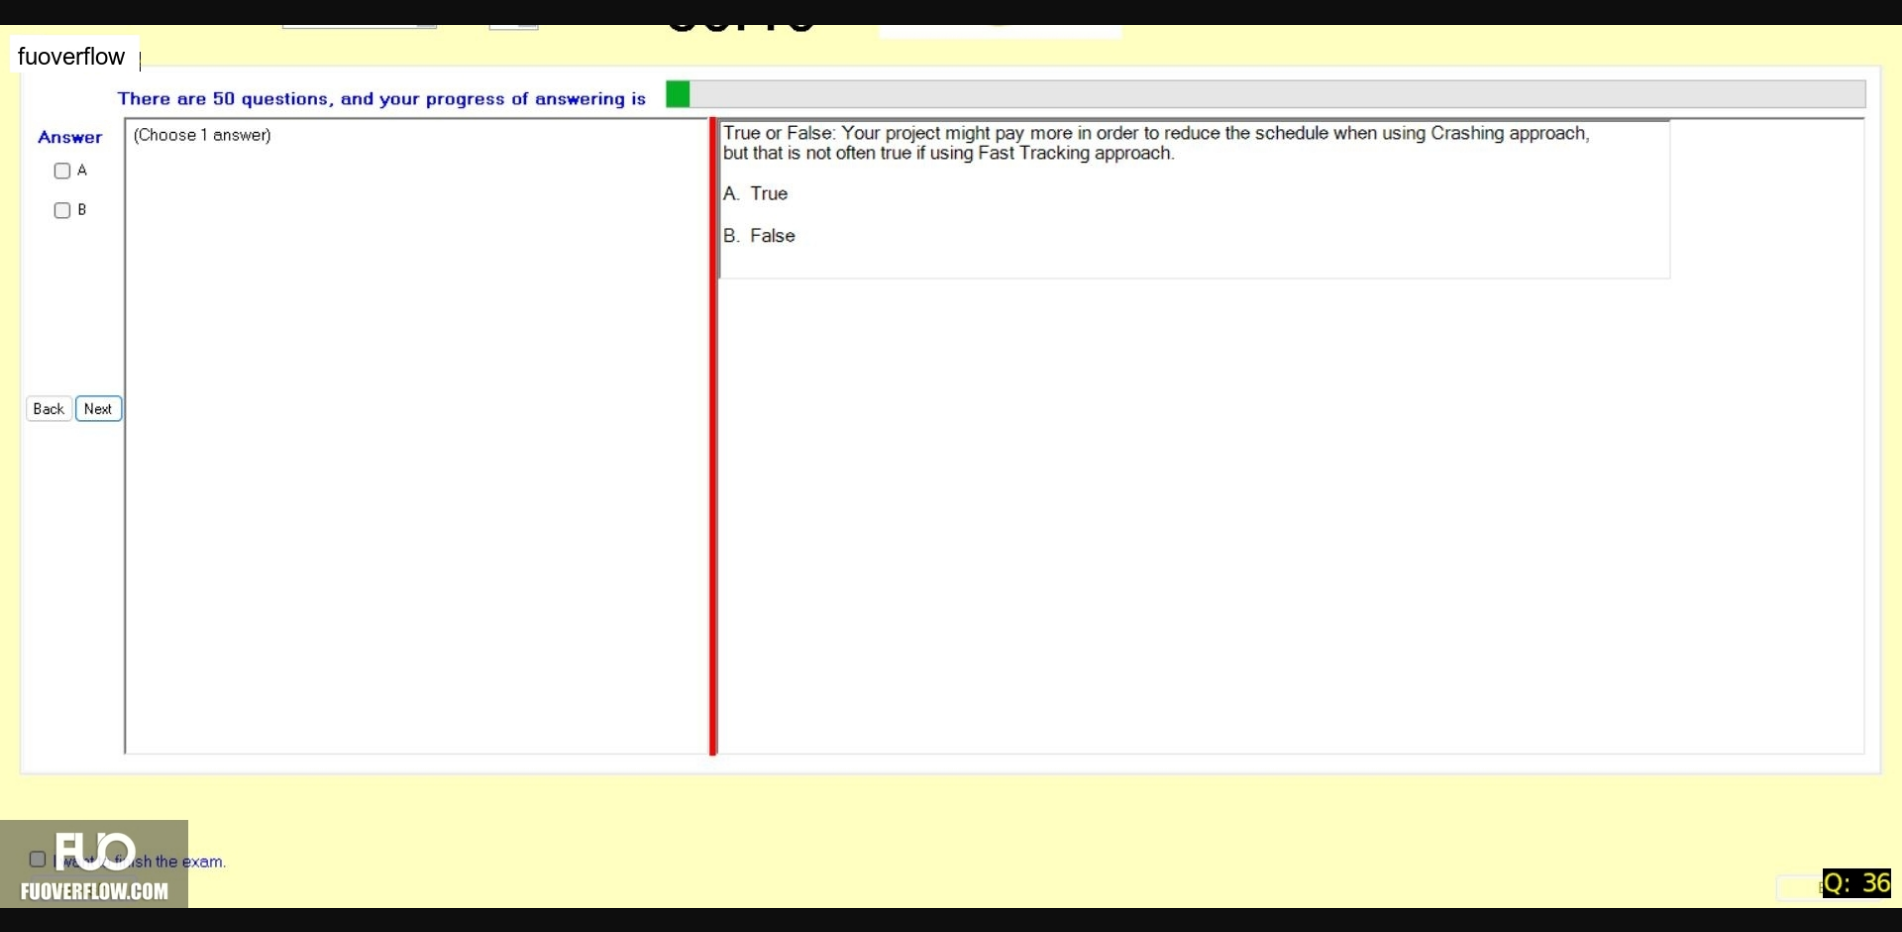 fuoverflow
There are 50 questions, and your progress of answering is
Answer
(Choose 1 answer)
A
B
True or False: Your project might pay more in order to reduce the schedule when using Crashing approach,
but that is not often true if using Fast Tracking approach.
A. True
B. False
Back Next
FUO
I want to finish the exam.
FUOVERFLOW.COM
Q: 36